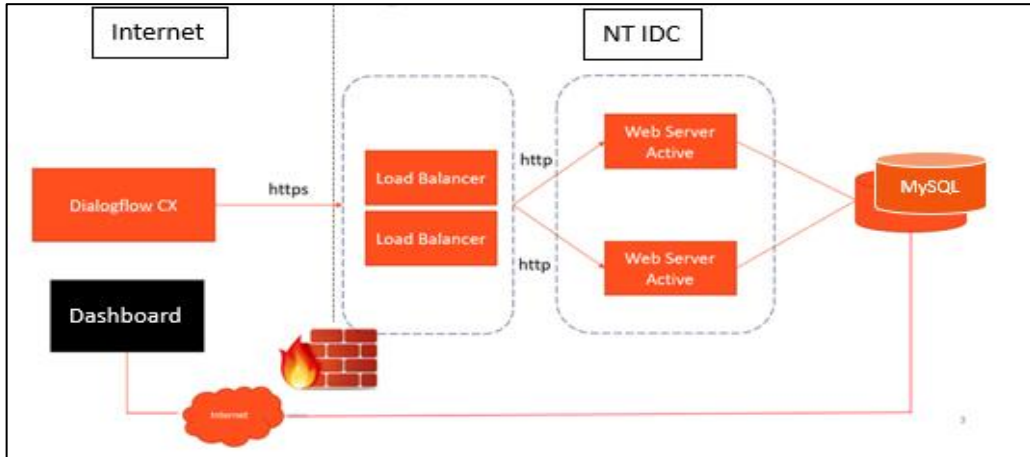 Internet
NT IDC
Dialogflow CX
https
Load Balancer
Load Balancer
http
http
Web Server
Active
Web Server
Active
MySQL
Dashboard
Internet
3